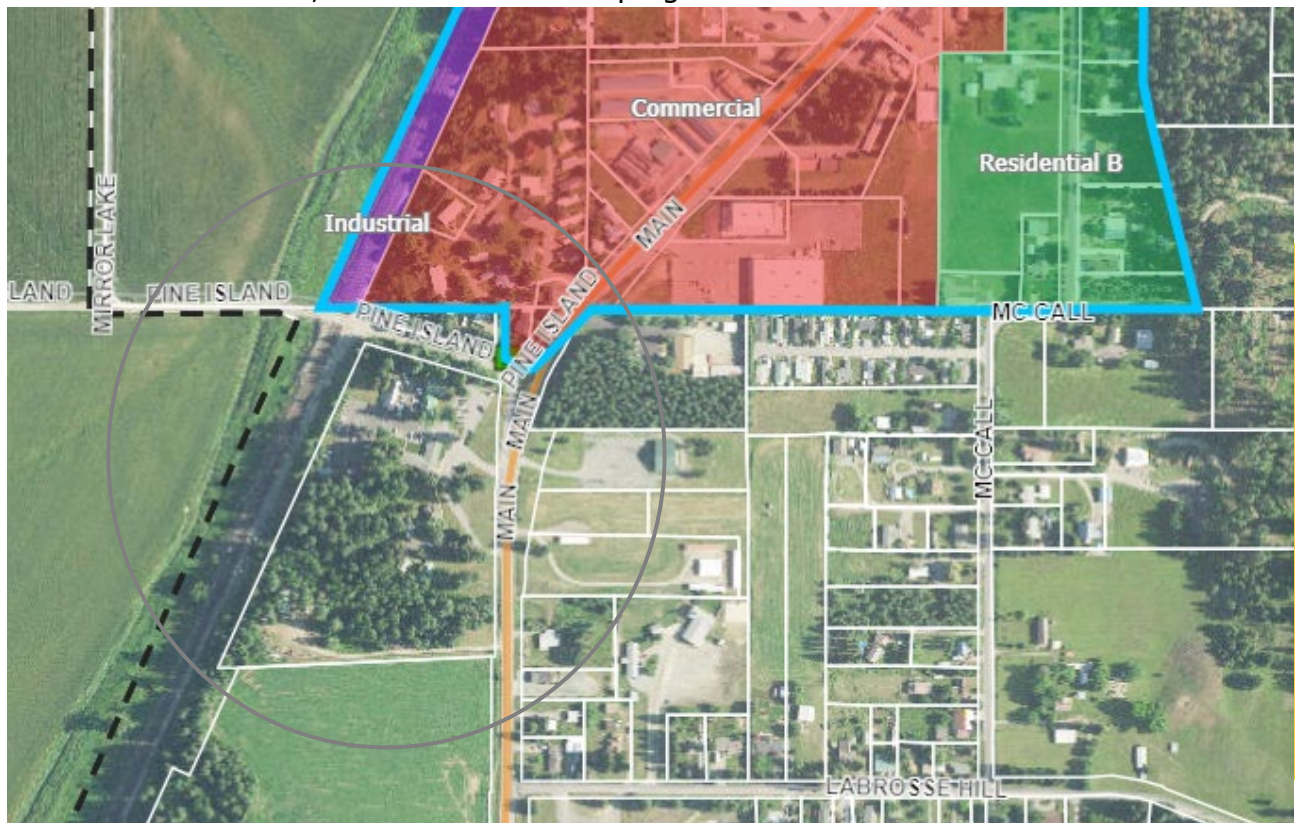 Commercial
Residential B
Industrial
MAIN
MIRROR LAKE
LAND
PINE ISLAND
PINE ISLAND
PINE ISLAND
MC CALL
MAIN
MC CALL
MAIN
LABROSSE HILL